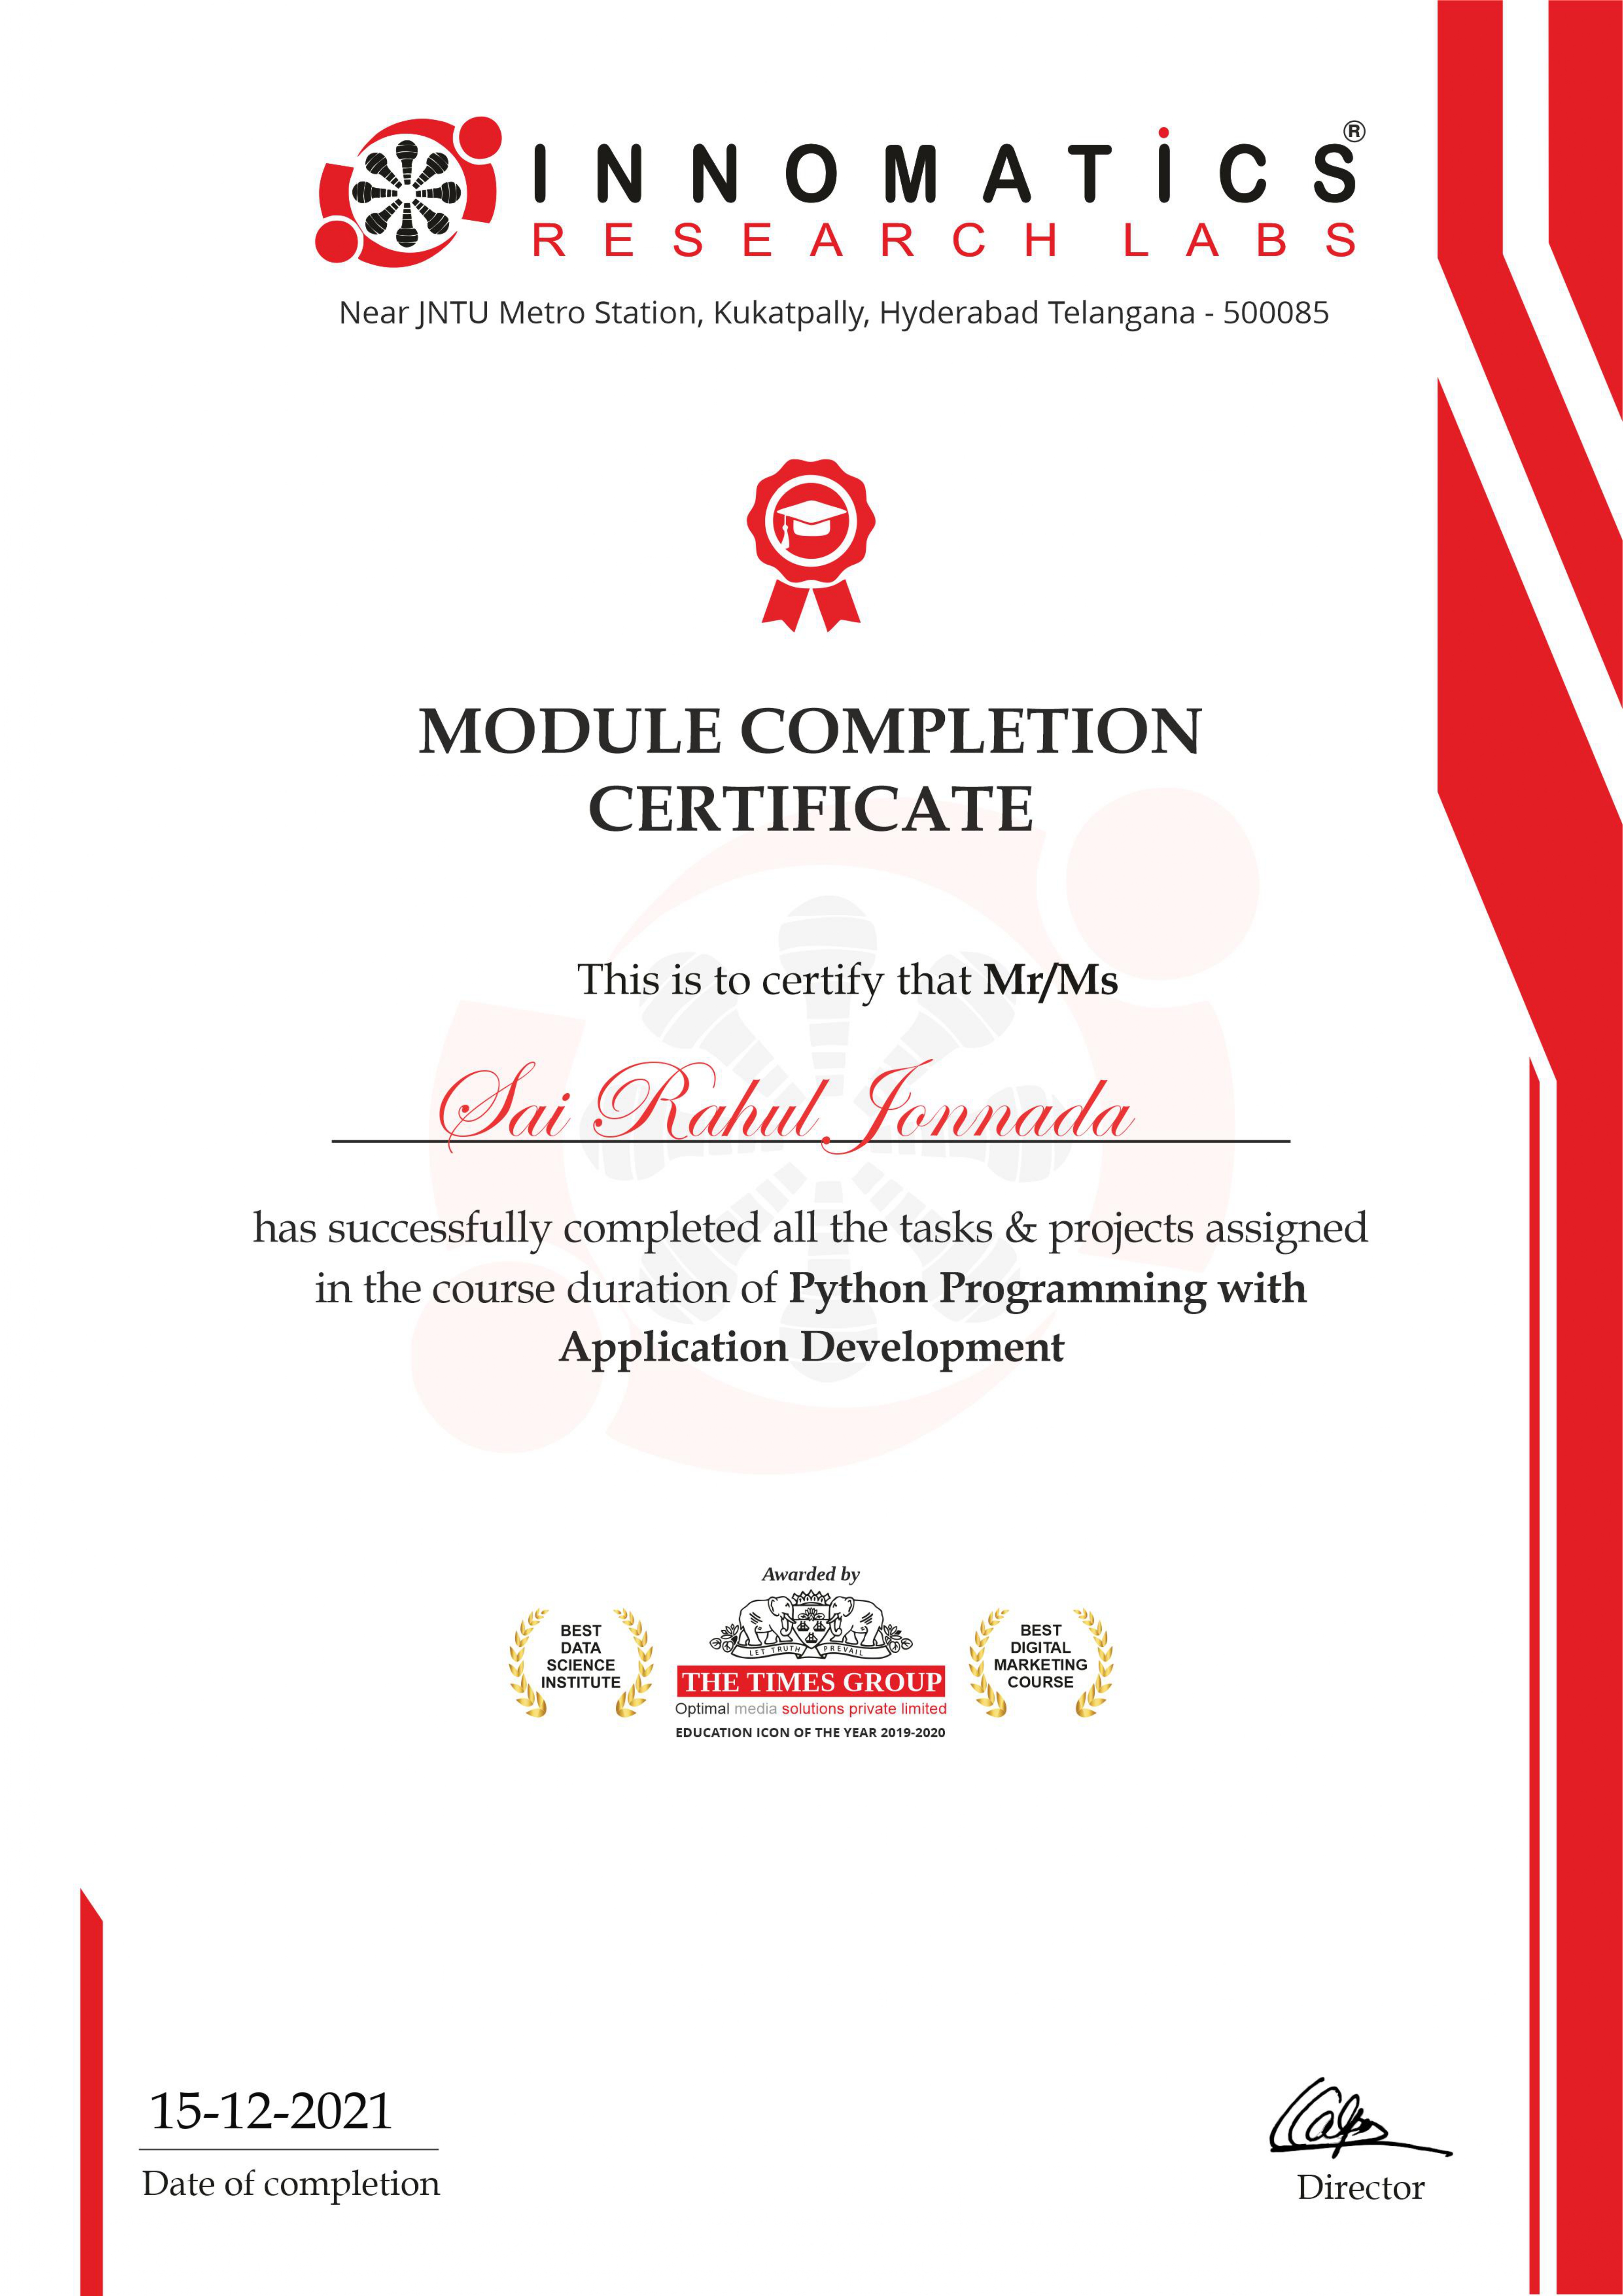 INNOMATICS®
RESEARCH LABS
Near JNTU Metro Station, Kukatpally, Hyderabad Telangana - 500085
MODULE COMPLETION
CERTIFICATE
This is to certify that Mr/Ms
Sai Rahul Jonnada
has successfully completed all the tasks & projects assigned
in the course duration of Python Programming with
Application Development
Awarded by
BEST
DATA
SCIENCE
INSTITUTE
LET TRUTH PREVAIL
THE TIMES GROUP
Optimal media solutions private limited
EDUCATION ICON OF THE YEAR 2019-2020
BEST
DIGITAL
MARKETING
COURSE
15-12-2021
Date of completion
Director